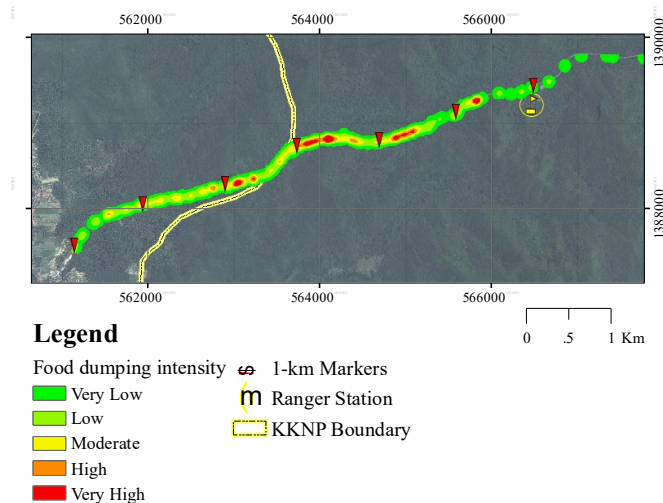 562000 564000 566000
1390000
1388000
562000 564000 566000
0 .5 1 Km
Legend
Food dumping intensity
Very Low
Low
Moderate
High
Very High
1-km Markers
m Ranger Station
KKNP Boundary